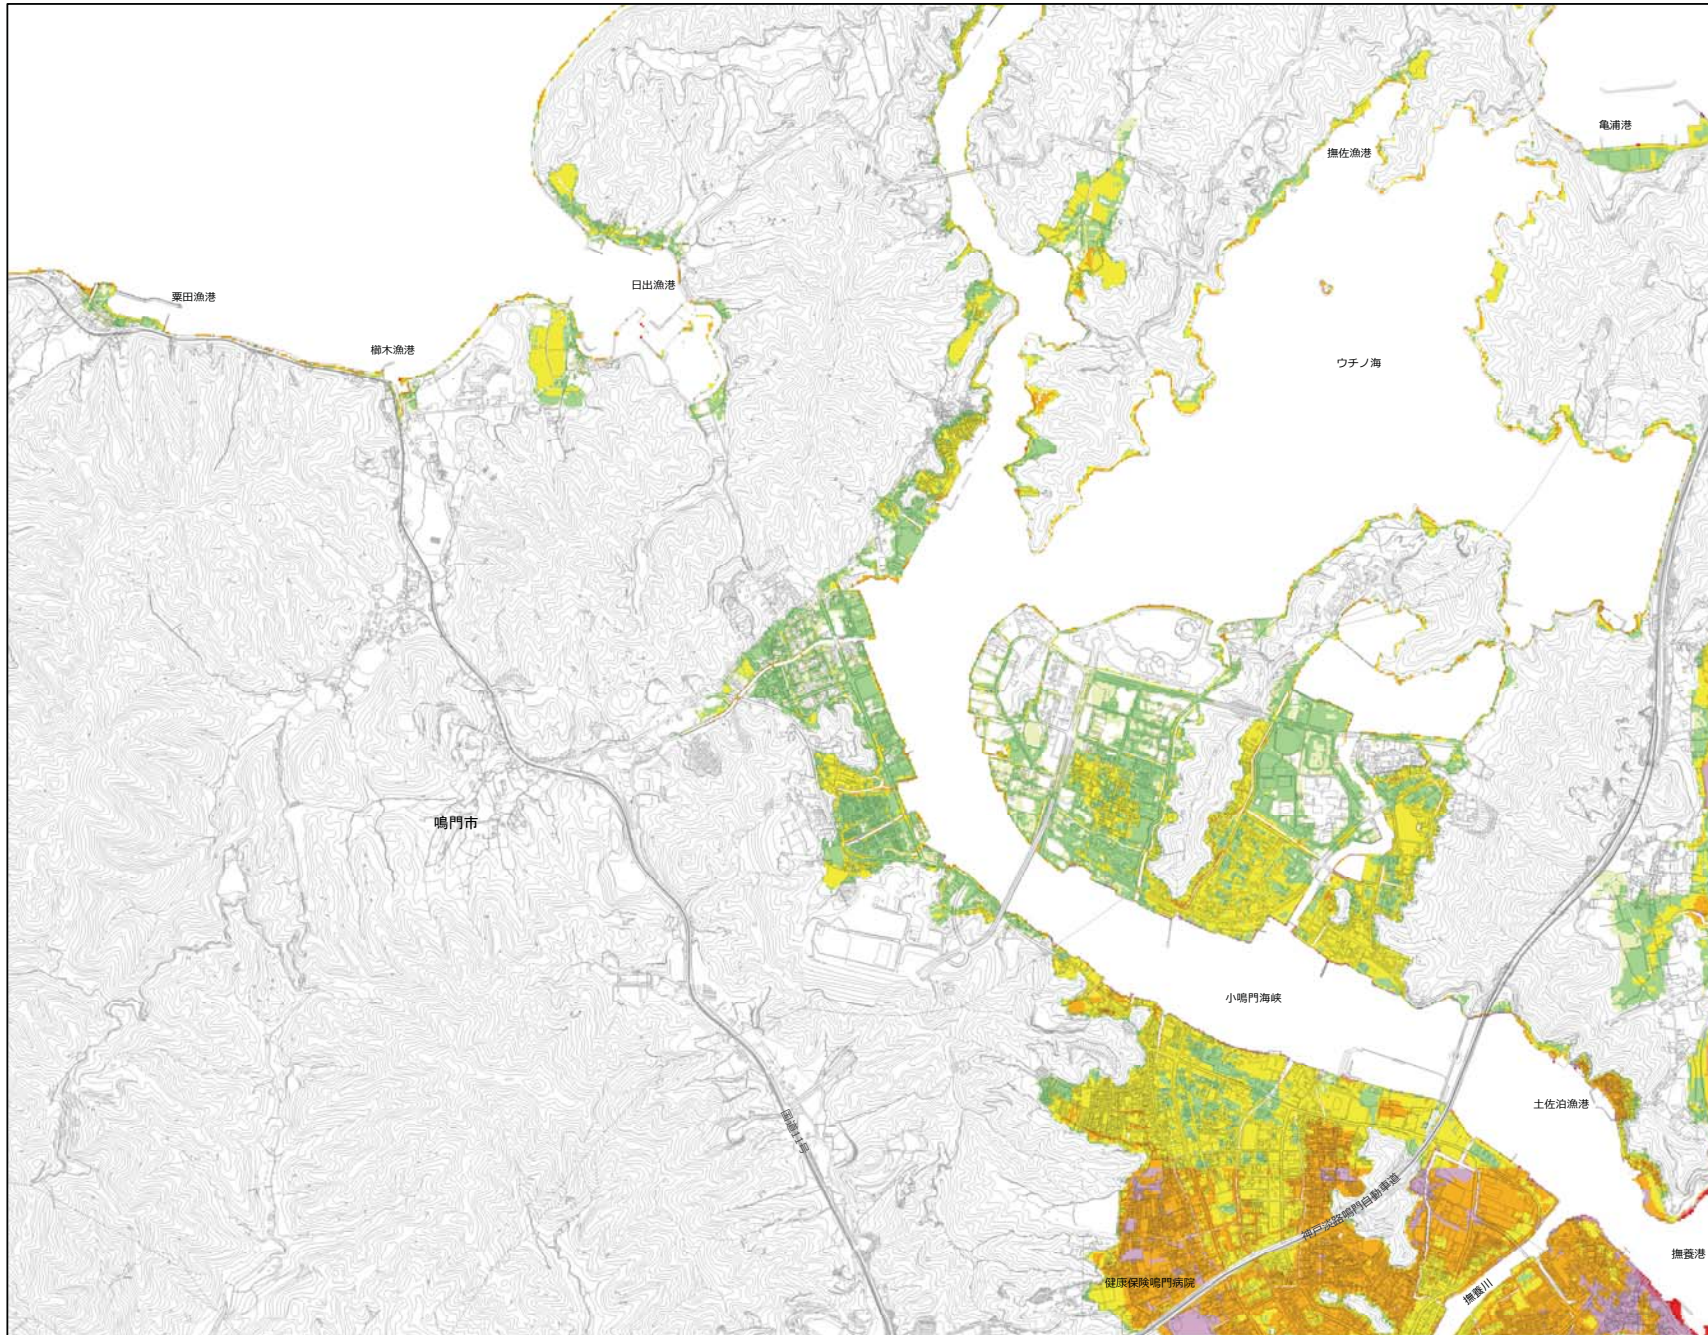 亀浦港
撫佐漁港
粟田漁港
日出漁港
櫛木漁港
ウチノ海
鳴門市
小鳴門海峡
土佐泊漁港
国道11号
神戸淡路鳴門自動車道
撫養港
健康保険鳴門病院
撫養川